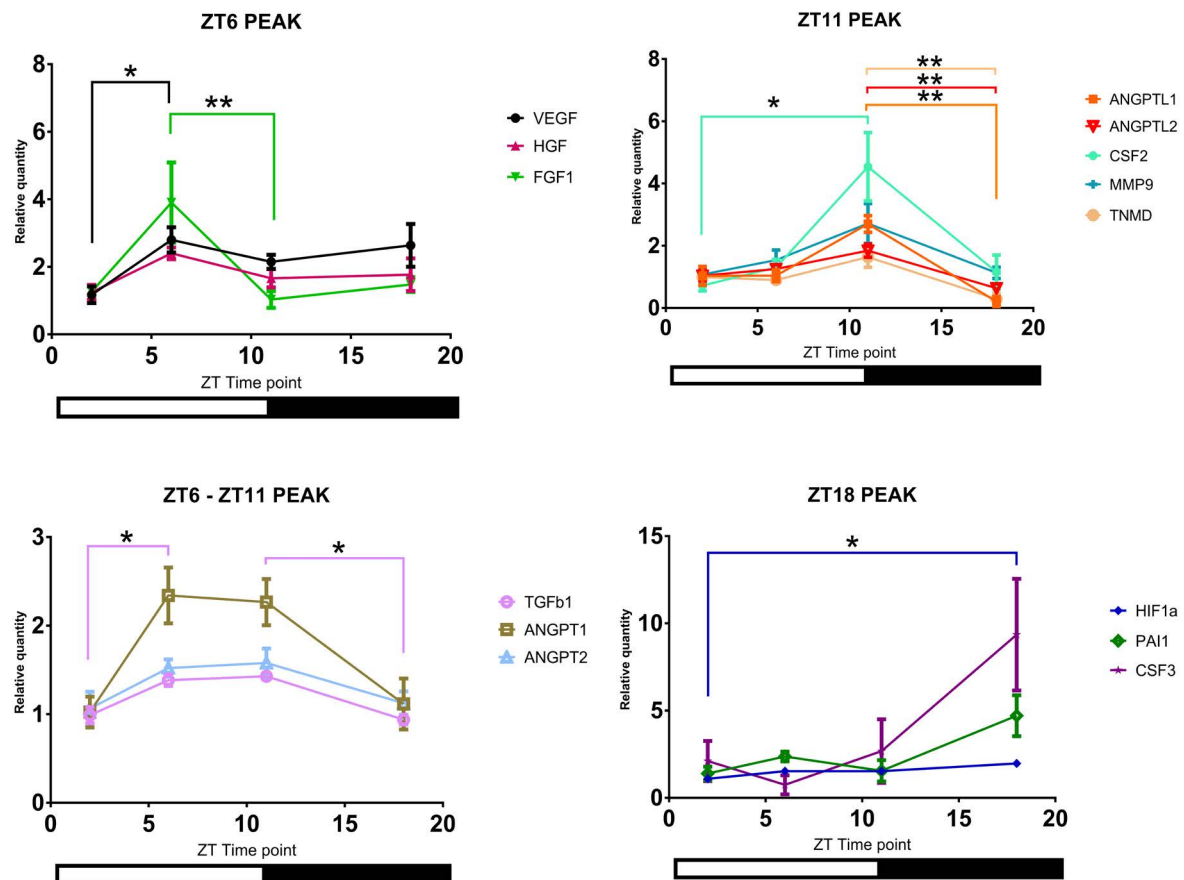 ZT6 PEAK
*
**
Relative quantity
8
6
4
2
0
0 5 10 15 20
ZT Time point
VEGF
HGF
FGF1
ZT11 PEAK
**
**
**
*
Relative quantity
8
6
4
2
0
0 5 10 15 20
ZT Time point
ANGPTL1
ANGPTL2
CSF2
MMP9
TNMD
ZT6 - ZT11 PEAK
*
*
Relative quantity
3
2
1
0
0 5 10 15 20
ZT Time point
TGFb1
ANGPT1
ANGPT2
ZT18 PEAK
*
Relative quantity
15
10
5
0
0 5 10 15 20
ZT Time point
HIF1a
PAI1
CSF3